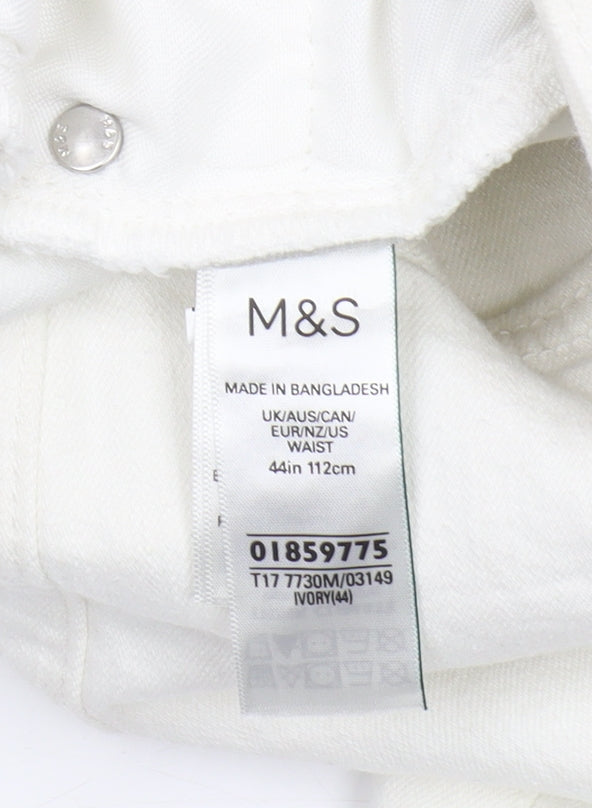 M&S
MADE IN BANGLADESH
UK/AUS/CAN/
EUR/NZ/US
WAIST
44in 112cm
01859775
T17 7730M/03149
IVORY(44)